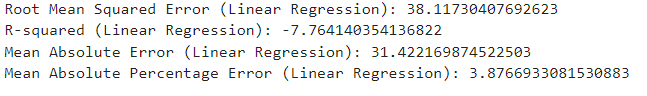 Root Mean Squared Error (Linear Regression): 38.11730407692623
R-squared (Linear Regression): -7.764140354136822
Mean Absolute Error (Linear Regression): 31.422169874522503
Mean Absolute Percentage Error (Linear Regression): 3.8766933081530883